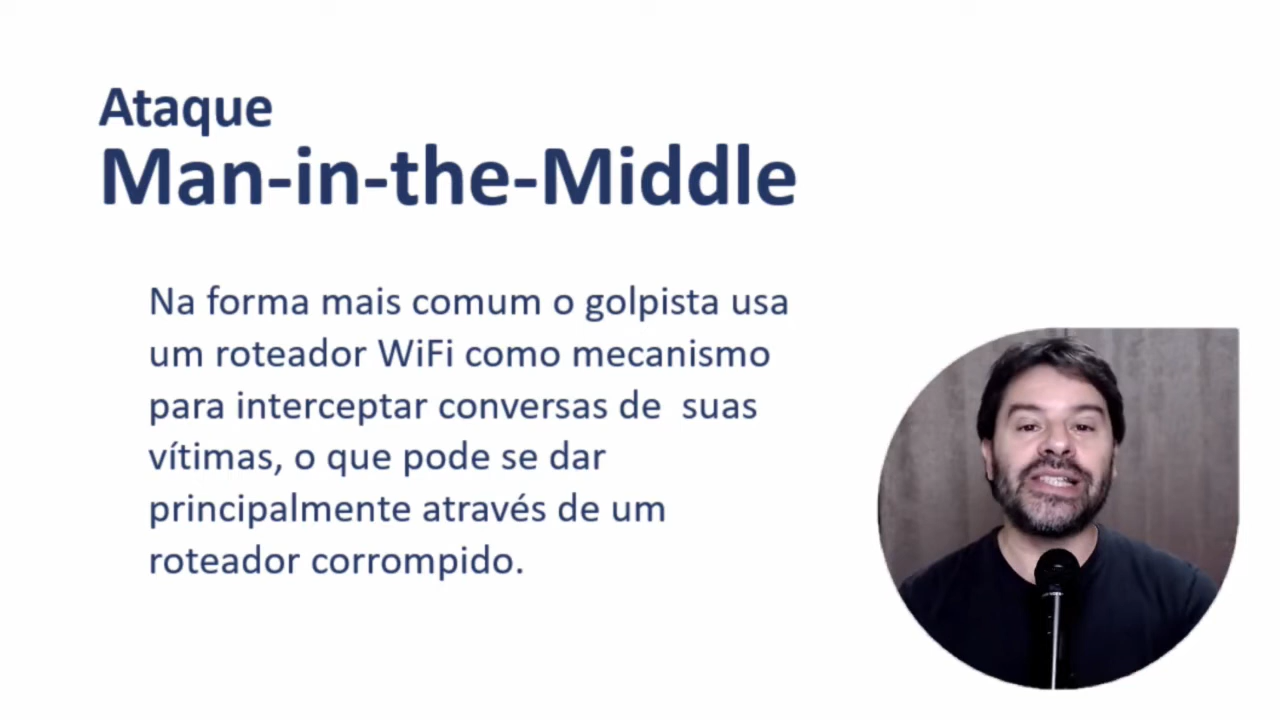 Ataque
Man-in-the-Middle
Na forma mais comum o golpista usa
um roteador WiFi como mecanismo
para interceptar conversas de  suas
vítimas, o que pode se dar
principalmente através de um
roteador corrompido.